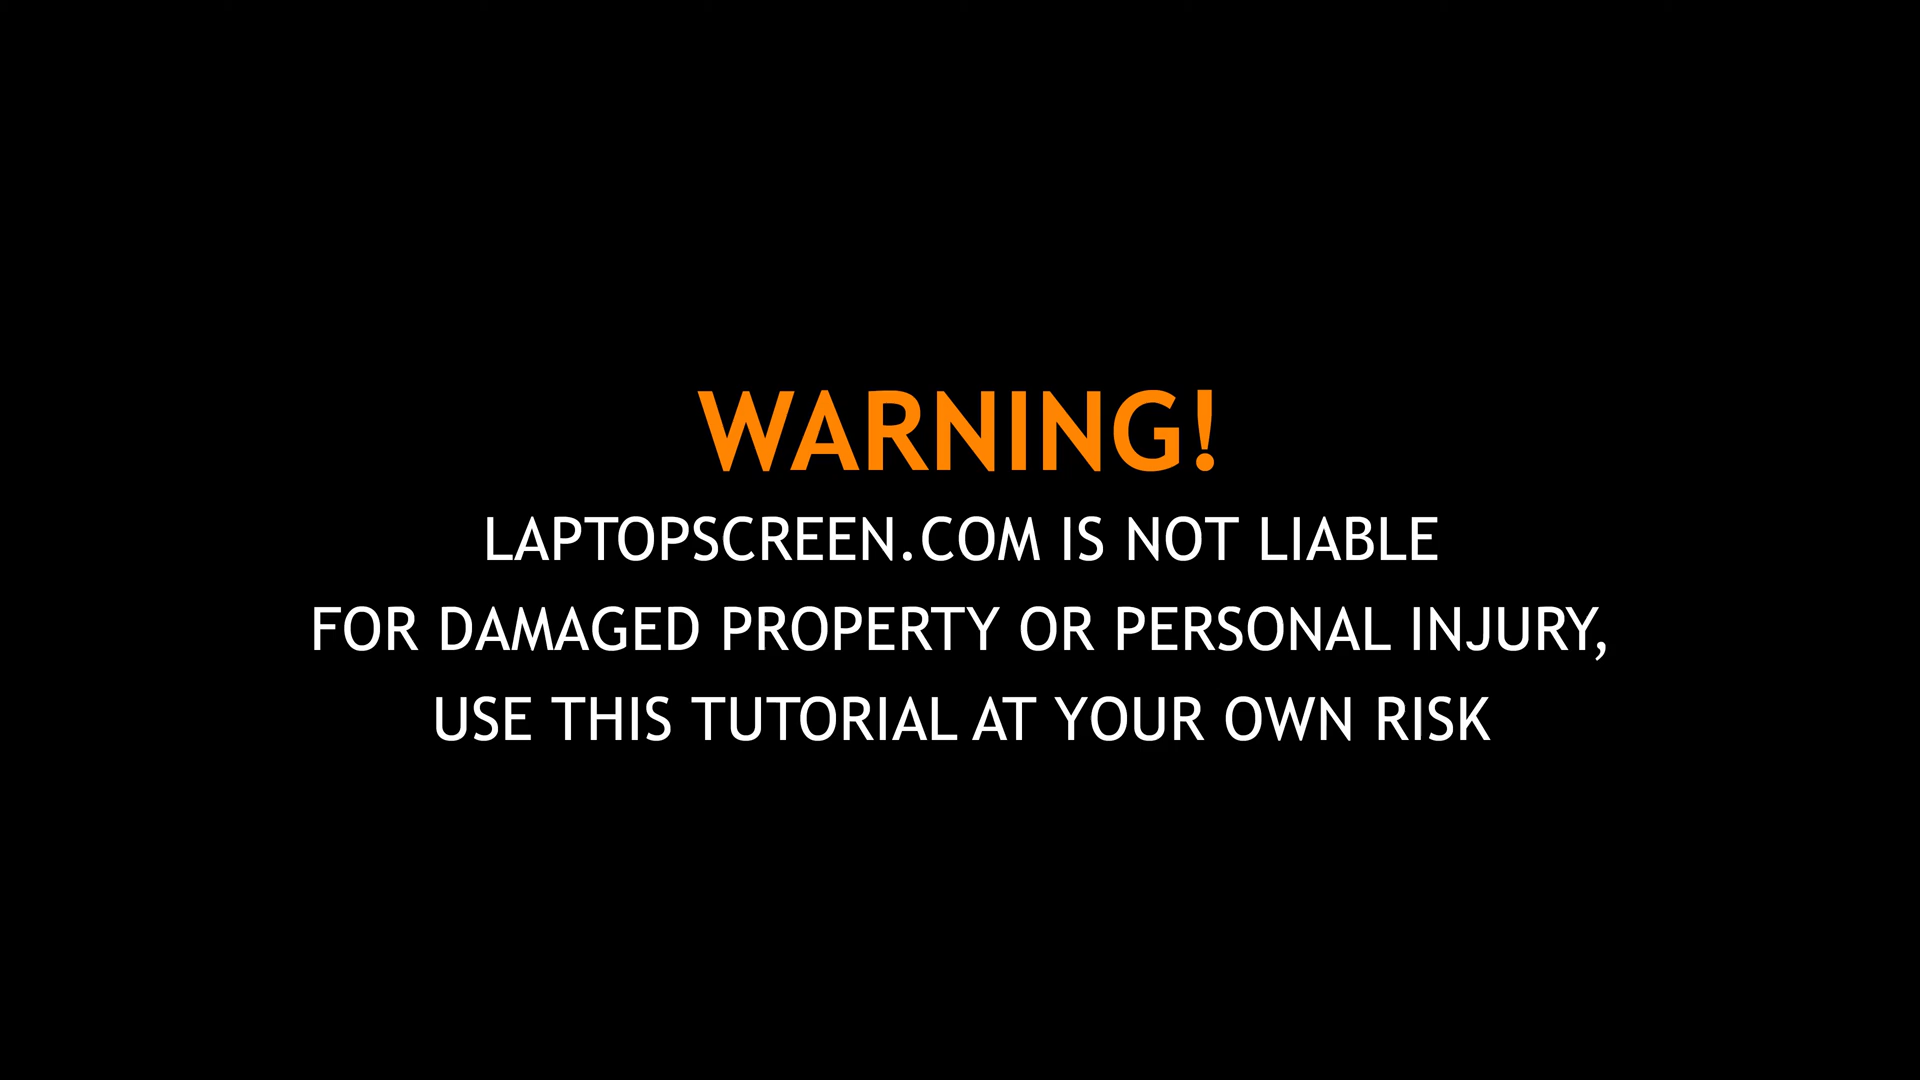 WARNING!
LAPTOPSCREEN.COM IS NOT LIABLE
FOR DAMAGED PROPERTY OR PERSONAL INJURY,
USE THIS TUTORIAL AT YOUR OWN RISK